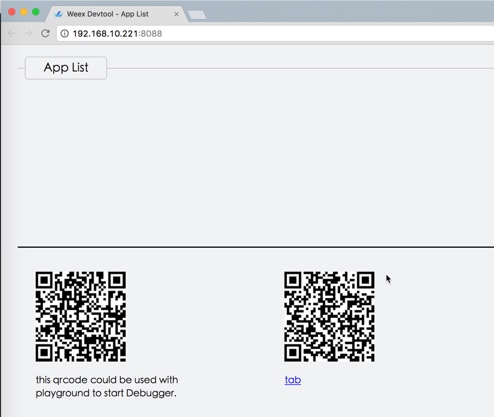 Weex Devtool - App List
192.168.10.221:8088
App List
this qrcode could be used with
playground to start Debugger.
tab